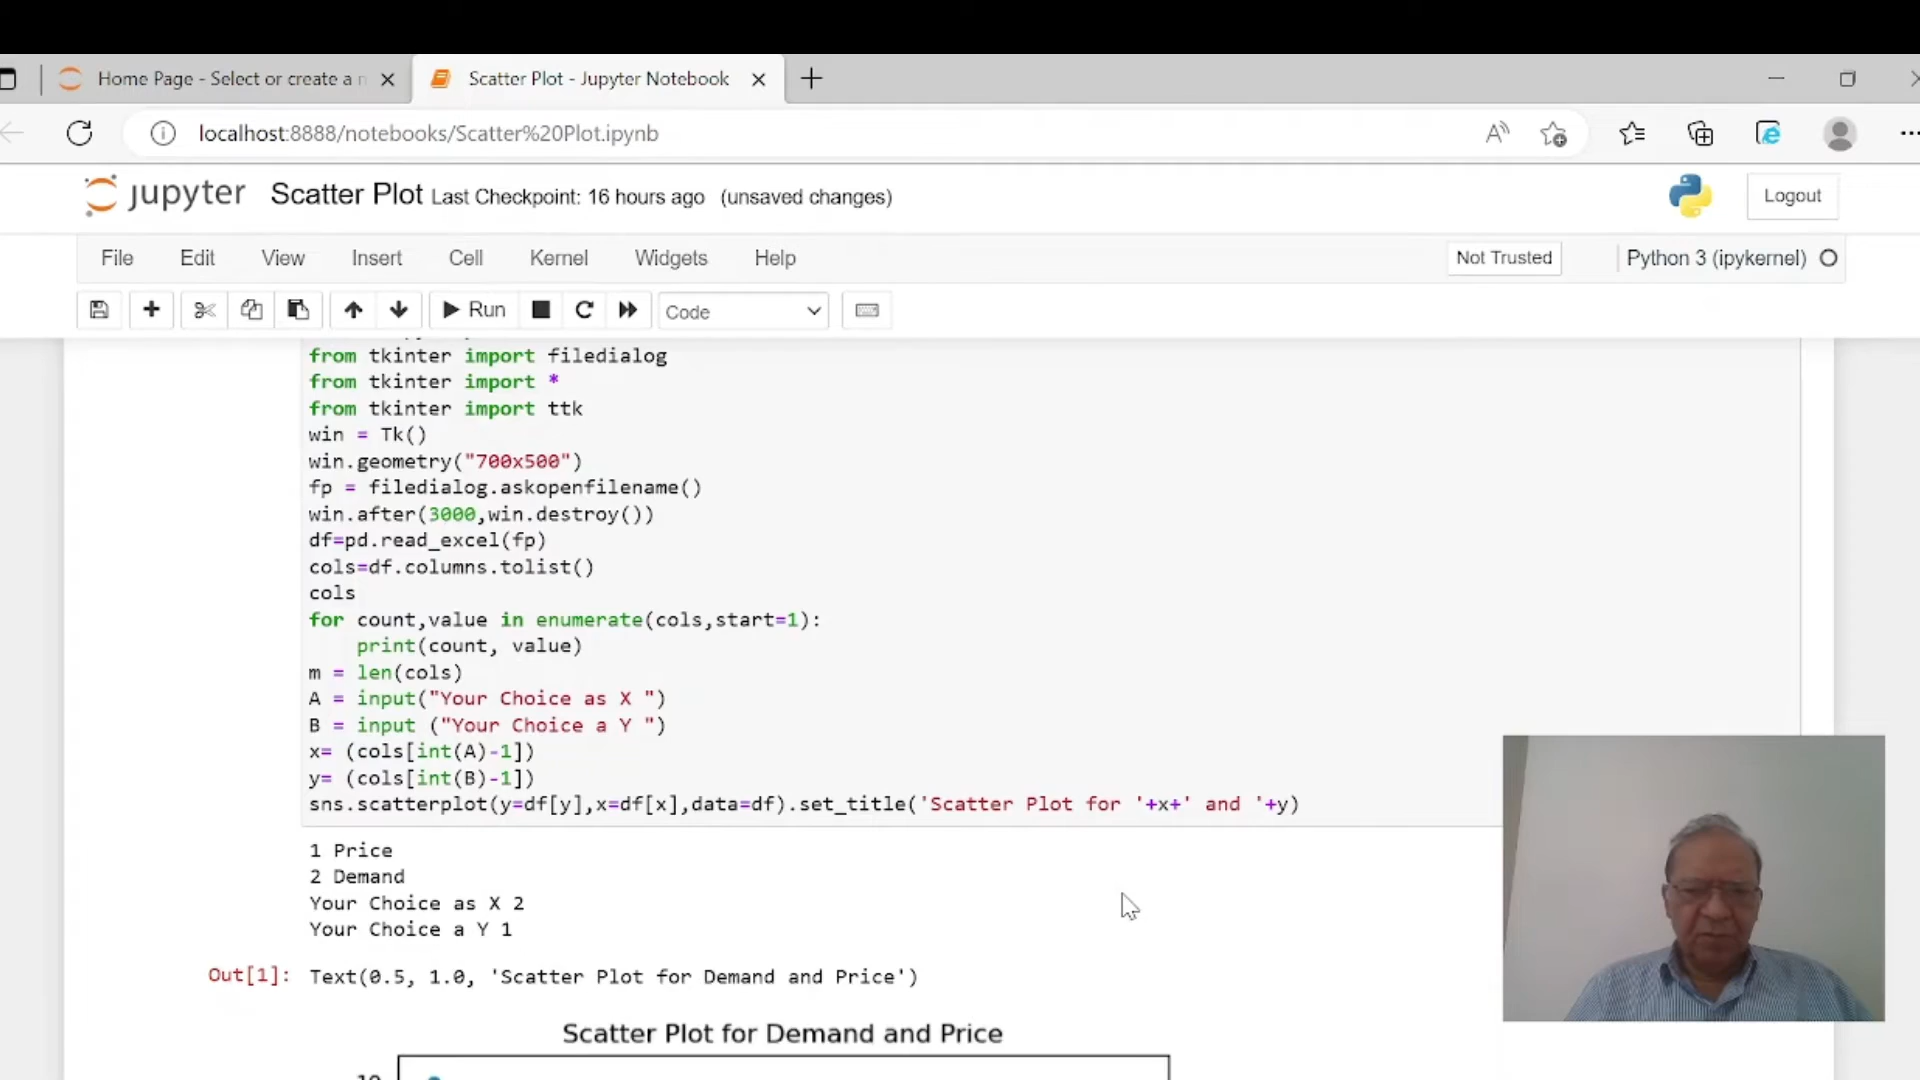 Home Page - Select or create a n
Scatter Plot - Jupyter Notebook
localhost:8888/notebooks/Scatter%20Plot.ipynb
jupyter Scatter Plot Last Checkpoint: 16 hours ago (unsaved changes)
Logout
File Edit View Insert Cell Kernel Widgets Help
Not Trusted
Python 3 (ipykernel)
Run
Code
from tkinter import filedialog
from tkinter import *
from tkinter import ttk
win = Tk()
win.geometry("700x500")
fp = filedialog.askopenfilename()
win.after(3000,win.destroy())
df=pd.read_excel(fp)
cols=df.columns.tolist()
cols
for count,value in enumerate(cols,start=1):
    print(count, value)
m = len(cols)
A = input("Your Choice as X ")
B = input ("Your Choice a Y ")
x= (cols[int(A)-1])
y= (cols[int(B)-1])
sns.scatterplot(y=df[y],x=df[x],data=df).set_title('Scatter Plot for '+x+' and '+y)
1 Price
2 Demand
Your Choice as X 2
Your Choice a Y 1
Out[1]: Text(0.5, 1.0, 'Scatter Plot for Demand and Price')
Scatter Plot for Demand and Price